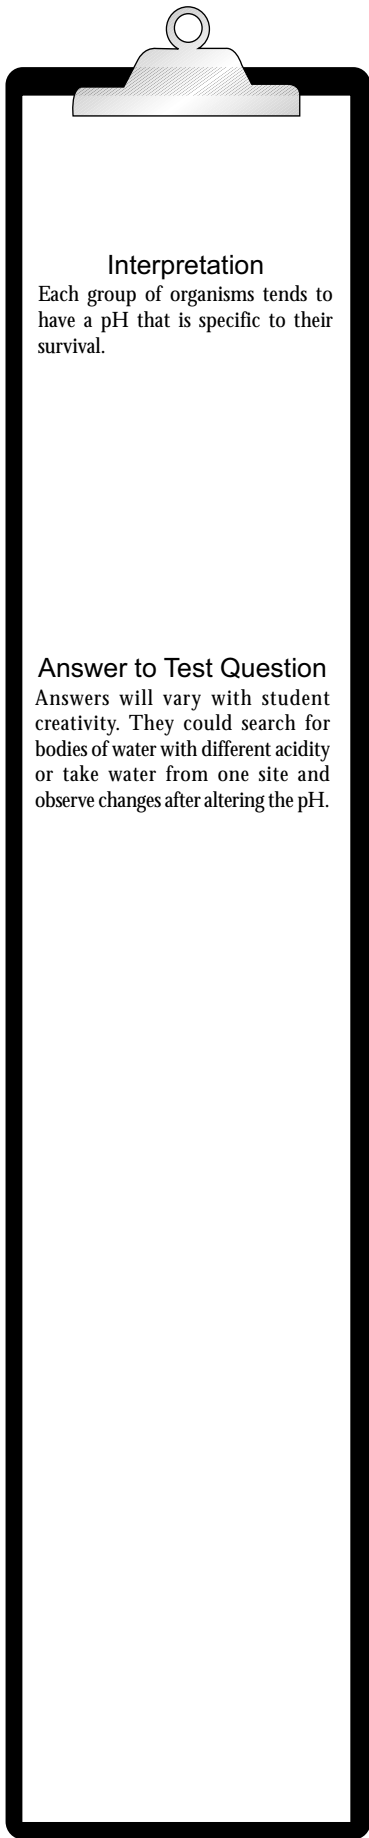 Interpretation
Each group of organisms tends to
have a pH that is specific to their
survival.
Answer to Test Question
Answers will vary with student
creativity. They could search for
bodies of water with different acidity
or take water from one site and
observe changes after altering the pH.